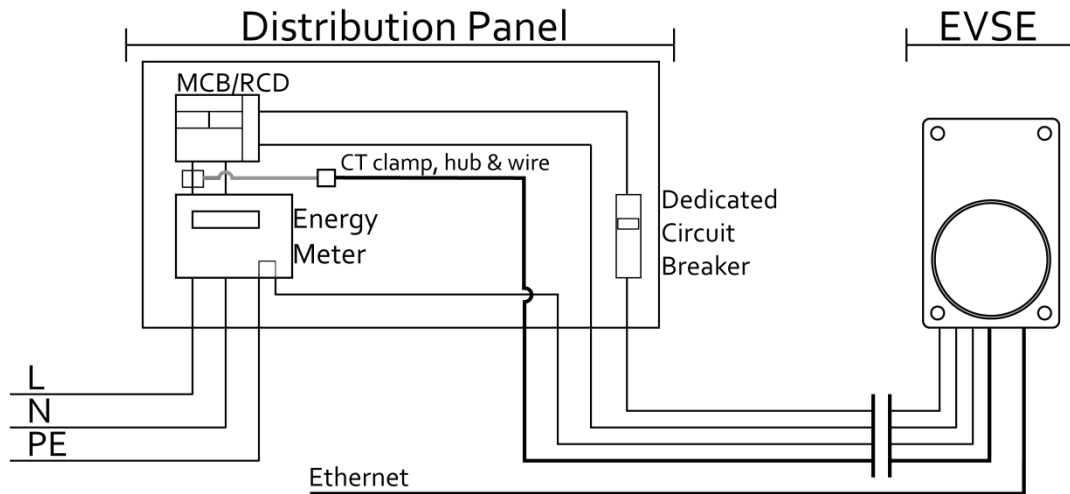 Distribution Panel
EVSE
MCB/RCD
CT clamp, hub & wire
Energy
Meter
Dedicated
Circuit
Breaker
L
N
PE
Ethernet